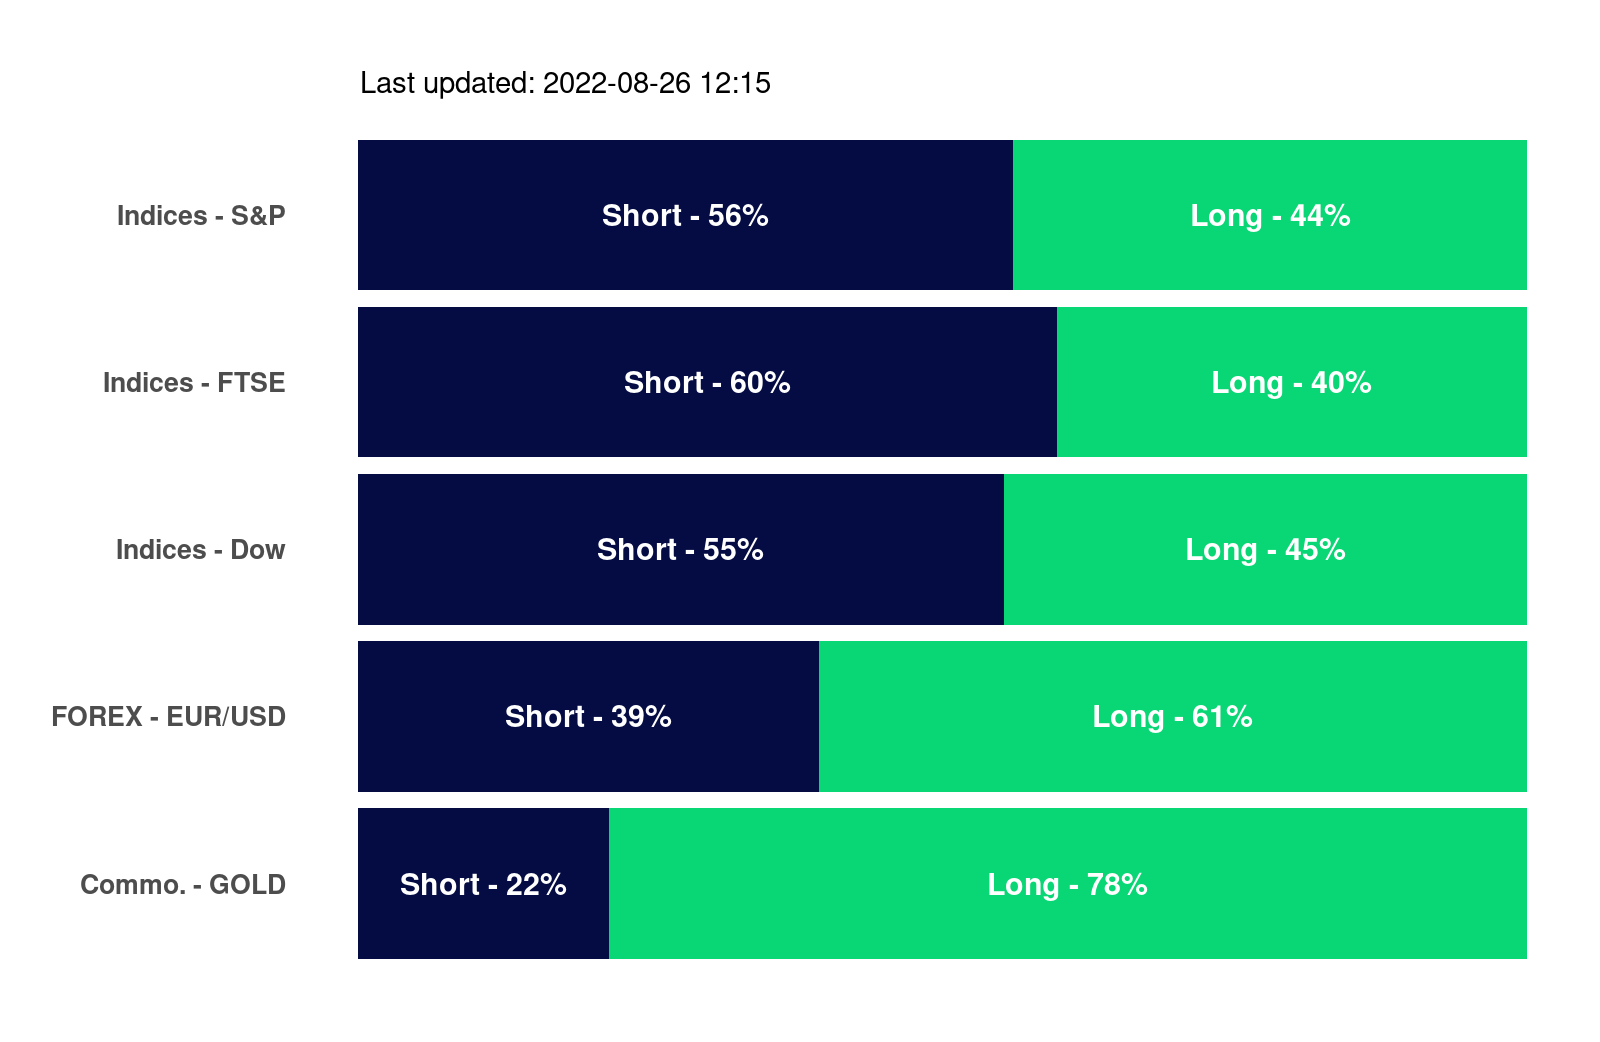 Last updated: 2022-08-26 12:15
Indices - S&P Short - 56% Long - 44%
Indices - FTSE Short - 60% Long - 40%
Indices - Dow Short - 55% Long - 45%
FOREX - EUR/USD Short - 39% Long - 61%
Commo. - GOLD Short - 22% Long - 78%